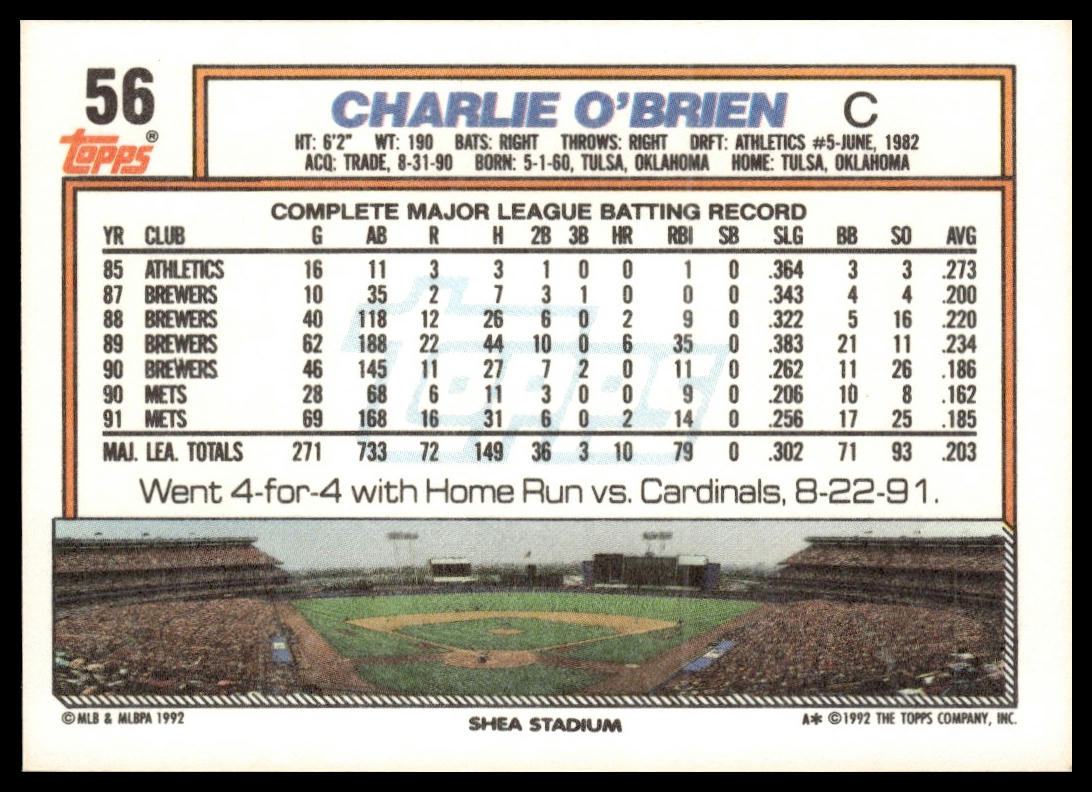 56
Topps®
CHARLIE O'BRIEN C
HT: 6'2" WT: 190 BATS: RIGHT THROWS: RIGHT DRFT: ATHLETICS #5-JUNE, 1982
ACQ: TRADE, 8-31-90 BORN: 5-1-60, TULSA, OKLAHOMA HOME: TULSA, OKLAHOMA
COMPLETE MAJOR LEAGUE BATTING RECORD
YR CLUB G AB R H 2B 3B HR RBI SB SLG BB SO AVG
85 ATHLETICS 16 11 3 3 1 0 0 1 0 .364 3 3 .273
87 BREWERS 10 35 2 7 3 1 0 0 0 .343 4 4 .200
88 BREWERS 40 118 12 26 6 0 2 9 0 .322 5 16 .220
89 BREWERS 62 188 22 44 10 0 6 35 0 .383 21 11 .234
90 BREWERS 46 145 11 27 7 2 0 11 0 .262 11 26 .186
90 METS 28 68 6 11 3 0 0 9 0 .206 10 8 .162
91 METS 69 168 16 31 6 0 2 14 0 .256 17 25 .185
MAJ. LEA. TOTALS 271 733 72 149 36 3 10 79 0 .302 71 93 .203
Topps
Went 4-for-4 with Home Run vs. Cardinals, 8-22-91.
© MLB & MLBPA 1992
SHEA STADIUM
A* ©1992 THE TOPPS COMPANY, INC.